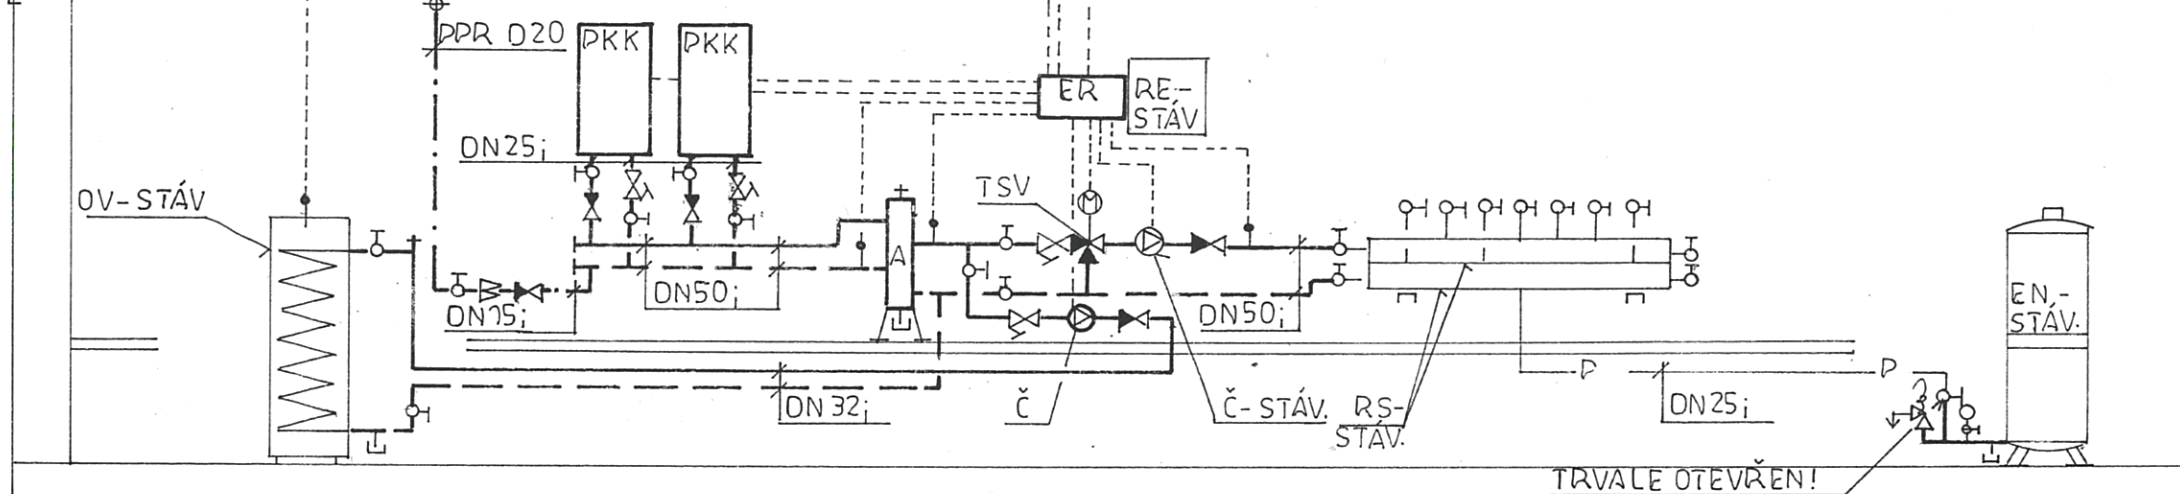 PPR D20
PKK
PKK
ER
RE-
STÁV
DN25;
OV-STÁV
TSV
M
A
DN50;
DN15;
DN50;
EN.-
STÁV.
P
P
DN32;
Č
Č-STÁV.
RS-
STÁV.
DN25;
TRVALE OTEVŘEN!